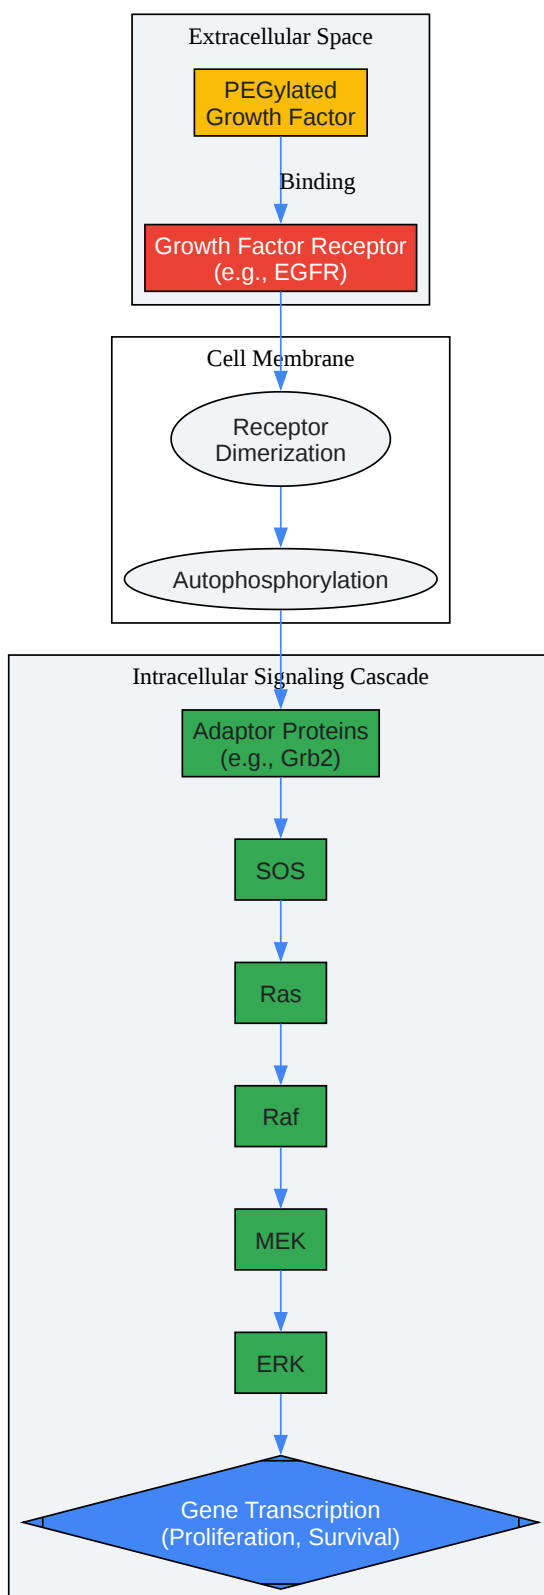 Extracellular Space
PEGylated
Growth Factor
Binding
Growth Factor Receptor
(e.g., EGFR)
Cell Membrane
Receptor
Dimerization
Autophosphorylation
Intracellular Signaling Cascade
Adaptor Proteins
(e.g., Grb2)
SOS
Ras
Raf
MEK
ERK
Gene Transcription
(Proliferation, Survival)